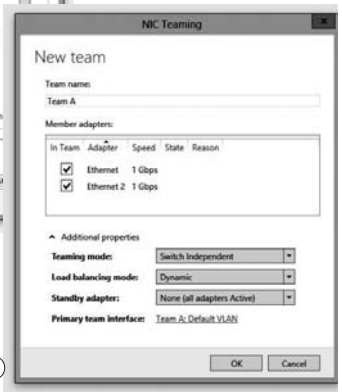 NIC Teaming
x
New team
Team name:
Team A
Member adapters:
In Team Adapter Speed State Reason
Ethernet 1 Gbps
Ethernet 2 1 Gbps
Additional properties
Teaming mode: Switch Independent
Load balancing mode: Dynamic
Standby adapter: None (all adapters Active)
Primary team interface: Team A: Default VLAN
OK Cancel